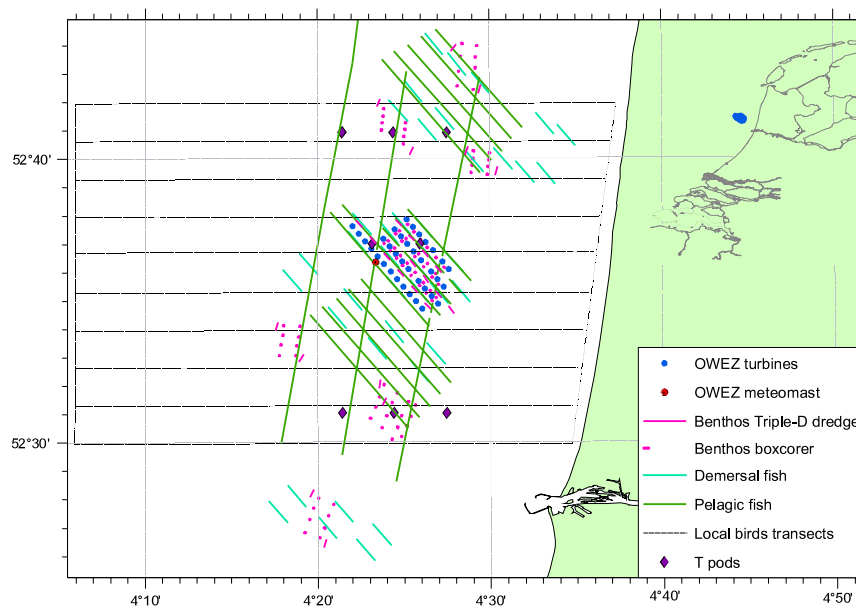 52°40'
52°30'
OWEZ turbines
OWEZ meteomast
Benthos Triple-D dredge
Benthos boxcorer
Demersal fish
Pelagic fish
Local birds transects
T pods
4°10'
4°20'
4°30'
4°40'
4°50'